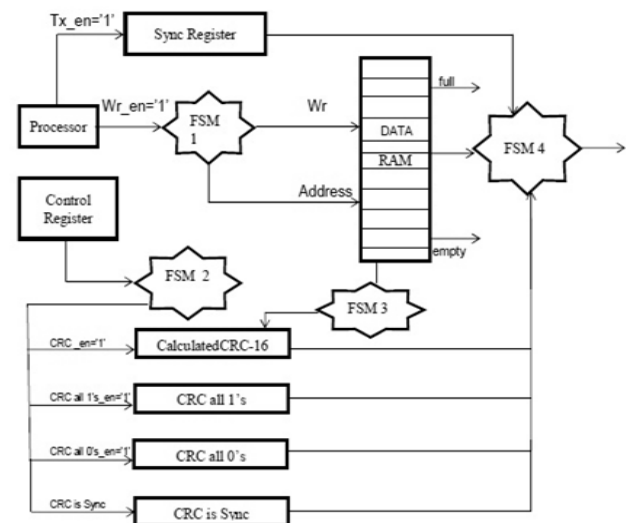 Tx_en='1'
Sync Register
full
Wr_en='1'
Wr
Processor
FSM
1
DATA
RAM
FSM 4
Address
Control
Register
empty
FSM 2
FSM 3
CRC_en='1'
CalculatedCRC-16
CRC all 1's_en='1'
CRC all 1's
CRC all 0's_en='1'
CRC all 0's
CRC is Sync
CRC is Sync